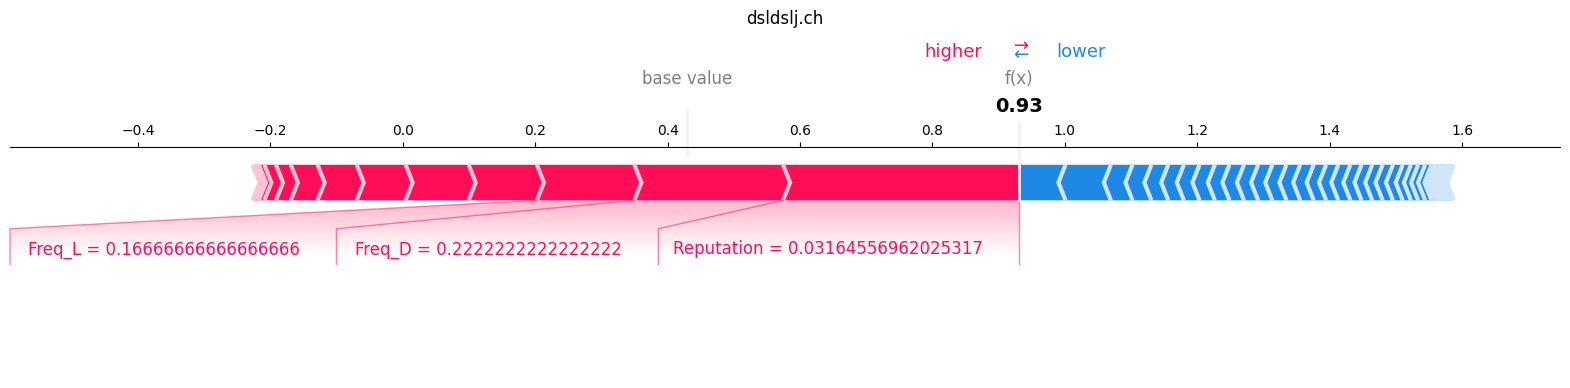 dsldslj.ch
higher ⇄ lower
base value f(x)
0.93
−0.4 −0.2 0.0 0.2 0.4 0.6 0.8 1.0 1.2 1.4 1.6
Freq_L = 0.16666666666666666 Freq_D = 0.2222222222222222 Reputation = 0.03164556962025317